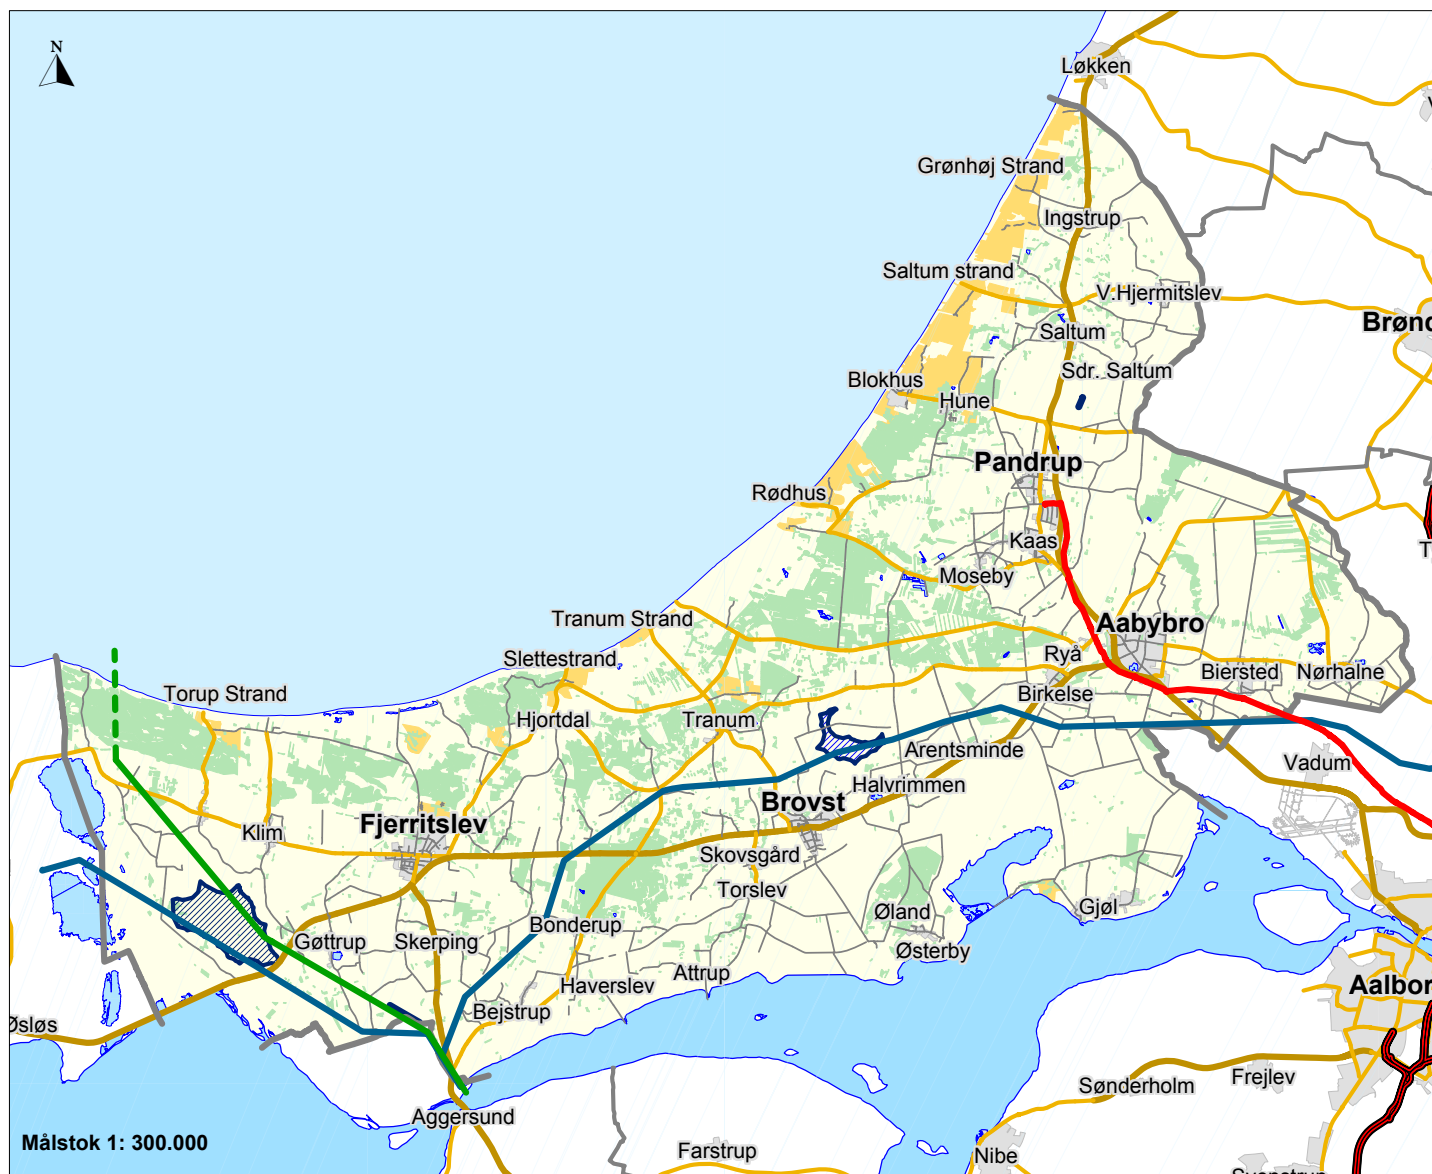 N
Løkken
Grønhøj Strand
Ingstrup
Saltum strand
V.Hjermitslev
Brønd
Saltum
Sdr. Saltum
Blokhus
Hune
Pandrup
Rødhus
Kaas
Moseby
Tranum Strand
Aabybro
Slettestrand
Ryå
Biersted
Nørhalne
Torup Strand
Birkelse
Hjortdal
Tranum
Arentsminde
Vadum
Halvrimmen
Brovst
Fjerritslev
Klim
Skovsgård
Torslev
Øland
Gjøl
Bonderup
Gøttrup
Skerping
Østerby
Attrup
Haverslev
Aalbor
Bejstrup
Øsløs
Frejlev
Sønderholm
Aggersund
Målstok 1: 300.000
Farstrup
Nibe